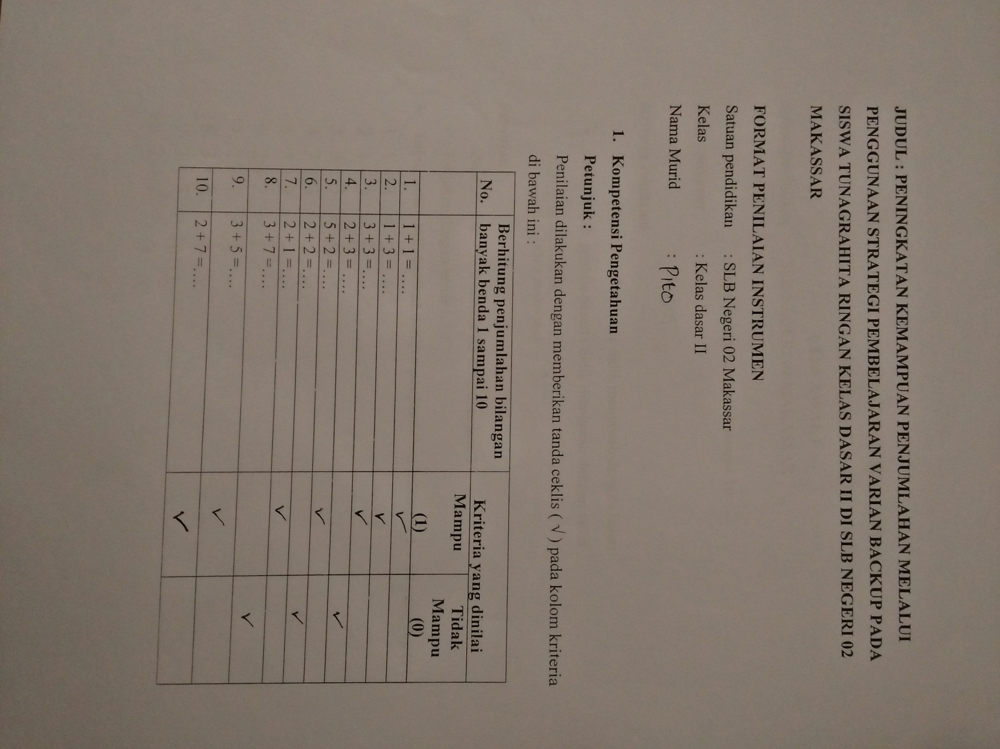 JUDUL : PENINGKATAN KEMAMPUAN PENJUMLAHAN MELALUI
PENGGUNAAN STRATEGI PEMBELAJARAN VARIAN BACKUP PADA
SISWA TUNAGRAHITA RINGAN KELAS DASAR II DI SLB NEGERI 02
MAKASSAR
FORMAT PENILAIAN INSTRUMEN
Satuan pendidikan : SLB Negeri 02 Makassar
Kelas : Kelas dasar II
Nama Murid : Pito
1. Kompetensi Pengetahuan
Petunjuk :
Penilaian dilakukan dengan memberikan tanda ceklis ( √ ) pada kolom kriteria
di bawah ini :
No. Berhitung penjumlahan bilangan
banyak benda 1 sampai 10
Kriteria yang dinilai
Mampu
(1)
Tidak
Mampu
(0)
1. 1 + 1 = .... ✓
2. 1 + 3 = .... ✓
3. 3 + 3 = .... ✓
4. 2 + 3 = .... ✓
5. 5 + 2 = .... ✓
6. 2 + 2 = .... ✓
7. 2 + 1 = .... ✓
8. 3 + 7 = .... ✓
9. 3 + 5 = .... ✓
10. 2 + 7 = .... ✓